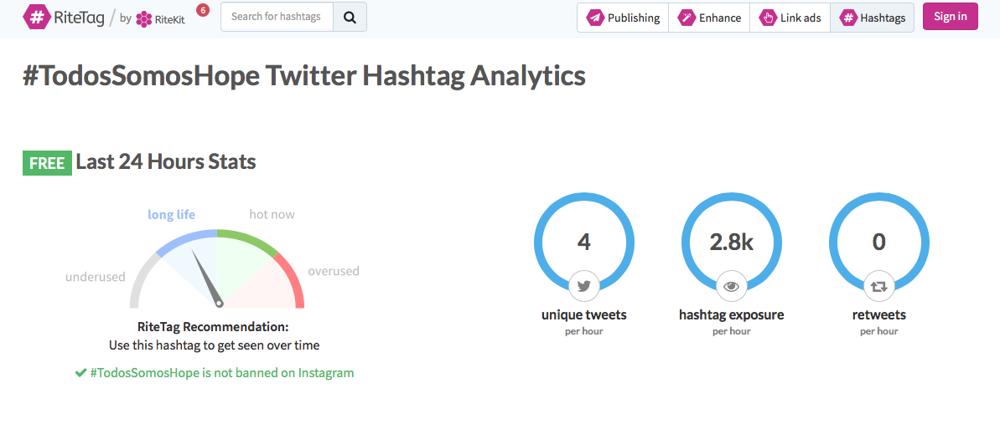 # RiteTag / by RiteKit 6 Search for hashtags Publishing Enhance Link ads # Hashtags Sign in
#TodosSomosHope Twitter Hashtag Analytics
FREE Last 24 Hours Stats
long life hot now
underused overused
RiteTag Recommendation:
Use this hashtag to get seen over time
#TodosSomosHope is not banned on Instagram
4 2.8k 0
unique tweets hashtag exposure retweets
per hour per hour per hour